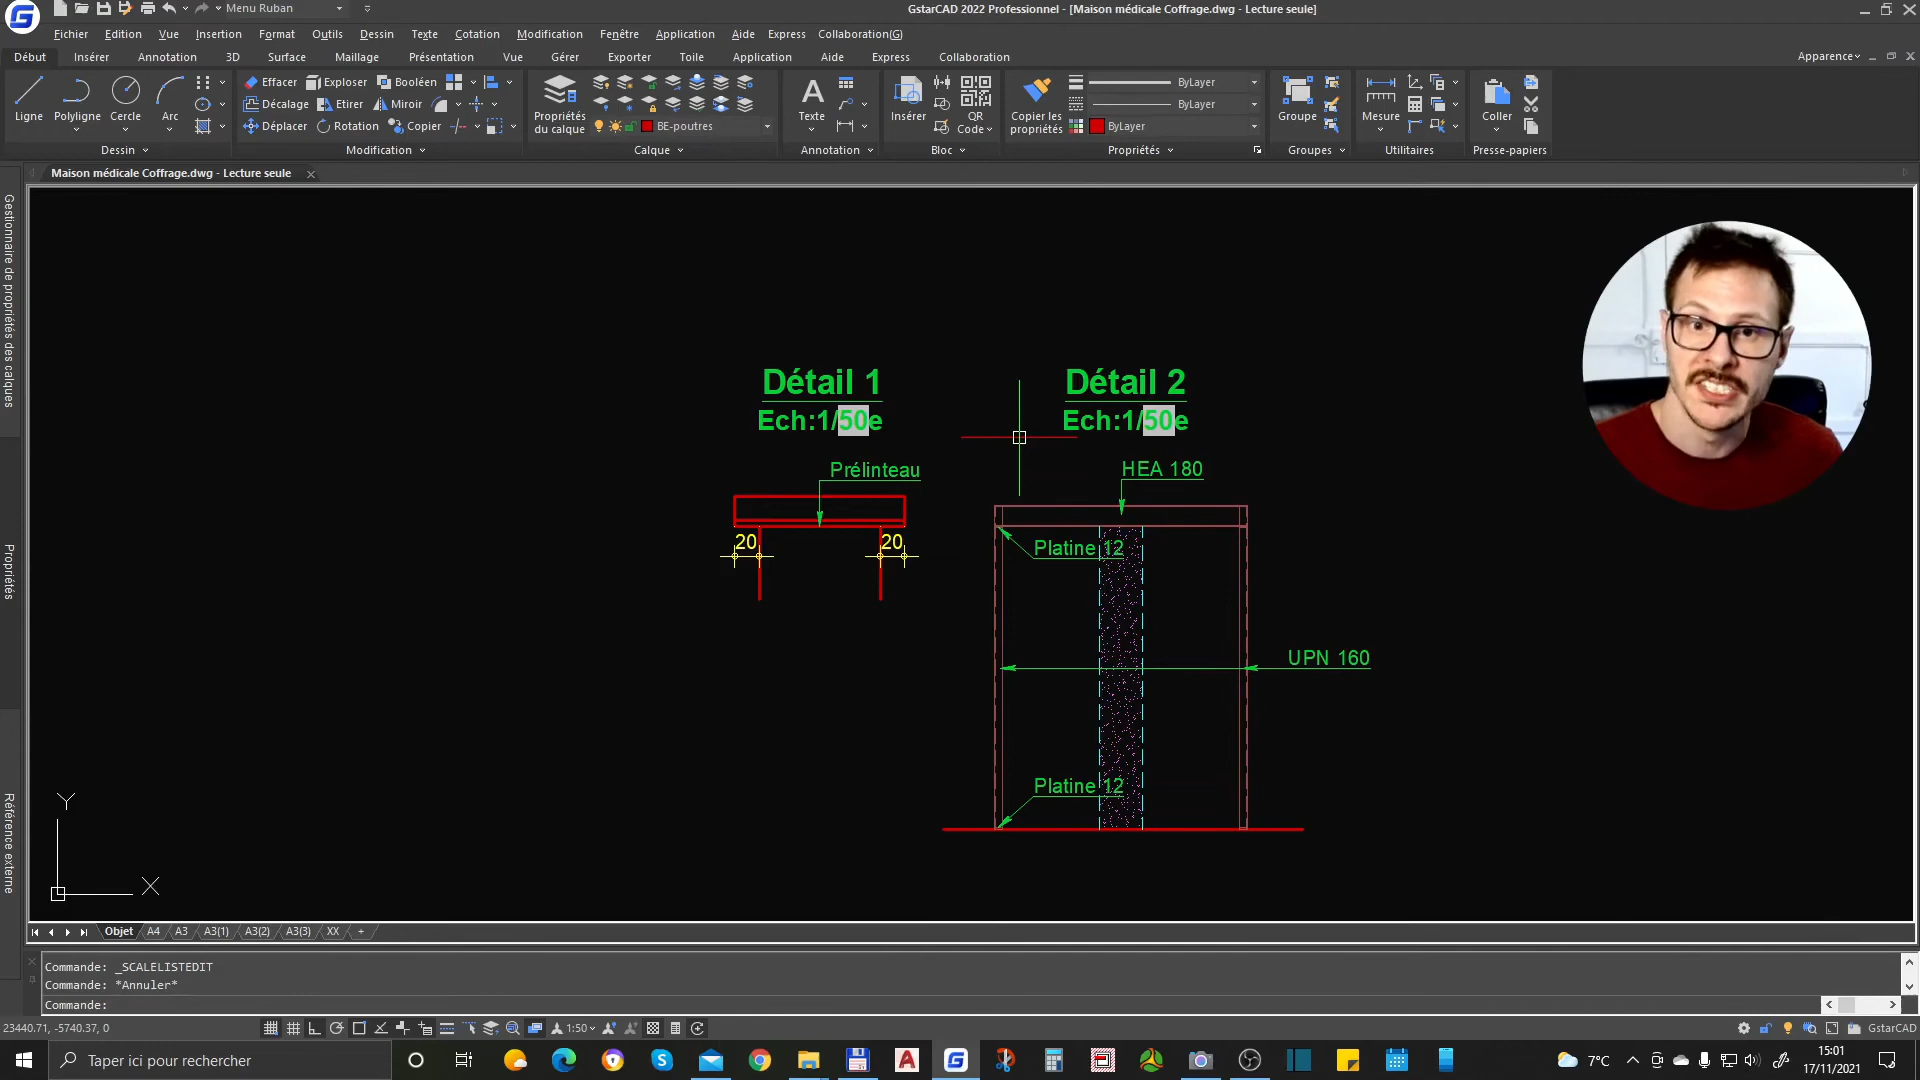 Menu Ruban
GstarCAD 2022 Professionnel - [Maison médicale Coffrage.dwg - Lecture seule]
Fichier Edition Vue Insertion Format Outils Dessin Texte Cotation Modification Fenêtre Application Aide Express Collaboration(G)
Début Insérer Annotation 3D Surface Maillage Présentation Vue Gérer Exporter Toile Application Aide Express Collaboration Apparence
Ligne Polyligne Cercle Arc
Effacer Exploser Booléen
Décalage Etirer Miroir
Déplacer Rotation Copier
Propriétés du calque
BE-poutres
Texte
Insérer
QR Code
Copier les propriétés
ByLayer
ByLayer
ByLayer
Groupe
Mesure
Coller
Dessin Modification Calque Annotation Bloc Propriétés Groupes Utilitaires Presse-papiers
Maison médicale Coffrage.dwg - Lecture seule
Gestionnaire de propriétés des calques
Propriétés
Référence externe
Détail 1
Ech:1/50e
Prélinteau
20 20
Détail 2
Ech:1/50e
HEA 180
Platine 12
UPN 160
Platine 12
Y
X
Objet A4 A3 A3(1) A3(2) A3(3) XX +
Commande: _SCALELISTEDIT
Commande: *Annuler*
Commande:
23440.71, -5740.37, 0
1:50
GstarCAD
Taper ici pour rechercher
7°C
15:01
17/11/2021